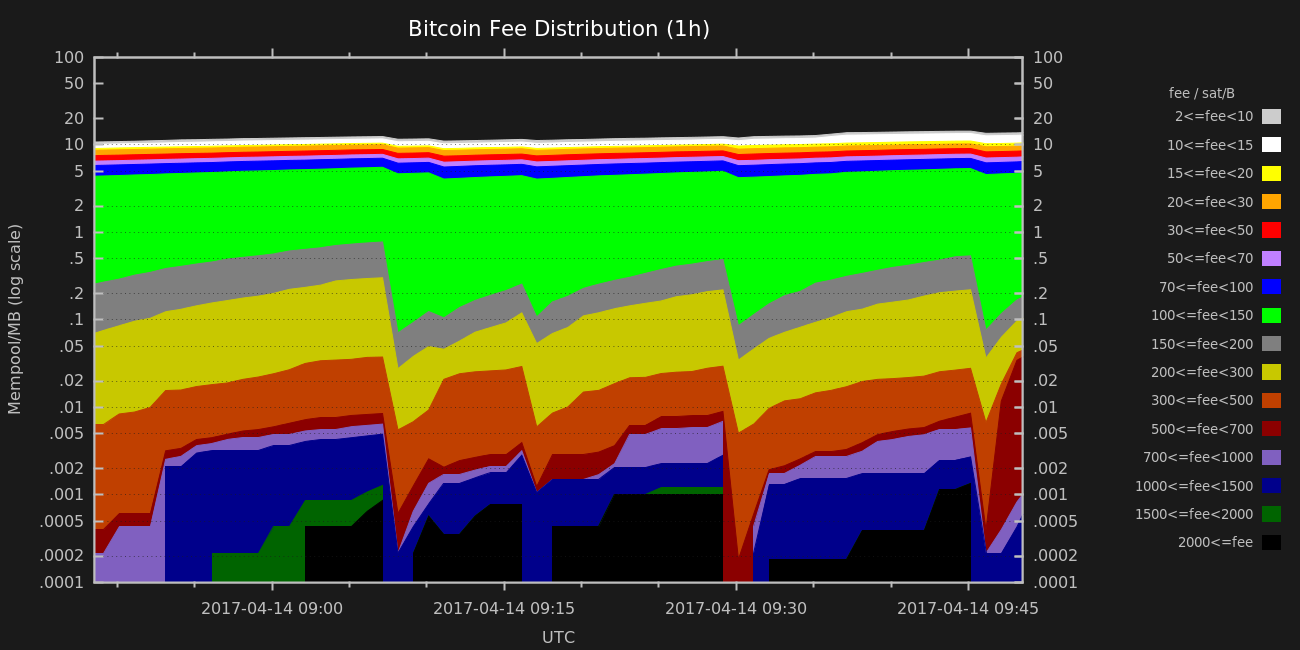 Bitcoin Fee Distribution (1h)
100 100
50 50
20 20
10 10
5 5
2 2
1 1
.5 .5
.2 .2
.1 .1
.05 .05
.02 .02
.01 .01
.005 .005
.002 .002
.001 .001
.0005 .0005
.0002 .0002
.0001 .0001
Mempool/MB (log scale)
2017-04-14 09:00 2017-04-14 09:15 2017-04-14 09:30 2017-04-14 09:45
UTC
fee / sat/B
2<=fee<10
10<=fee<15
15<=fee<20
20<=fee<30
30<=fee<50
50<=fee<70
70<=fee<100
100<=fee<150
150<=fee<200
200<=fee<300
300<=fee<500
500<=fee<700
700<=fee<1000
1000<=fee<1500
1500<=fee<2000
2000<=fee